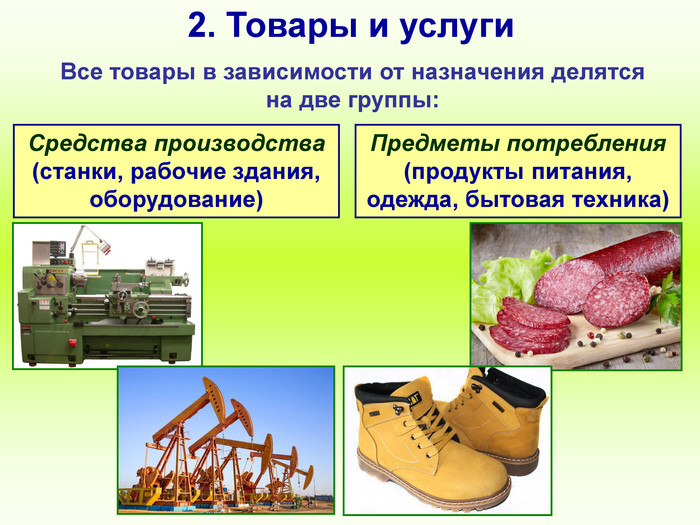 2. Товары и услуги
Все товары в зависимости от назначения делятся
на две группы:
Средства производства
(станки, рабочие здания,
оборудование)
Предметы потребления
(продукты питания,
одежда, бытовая техника)